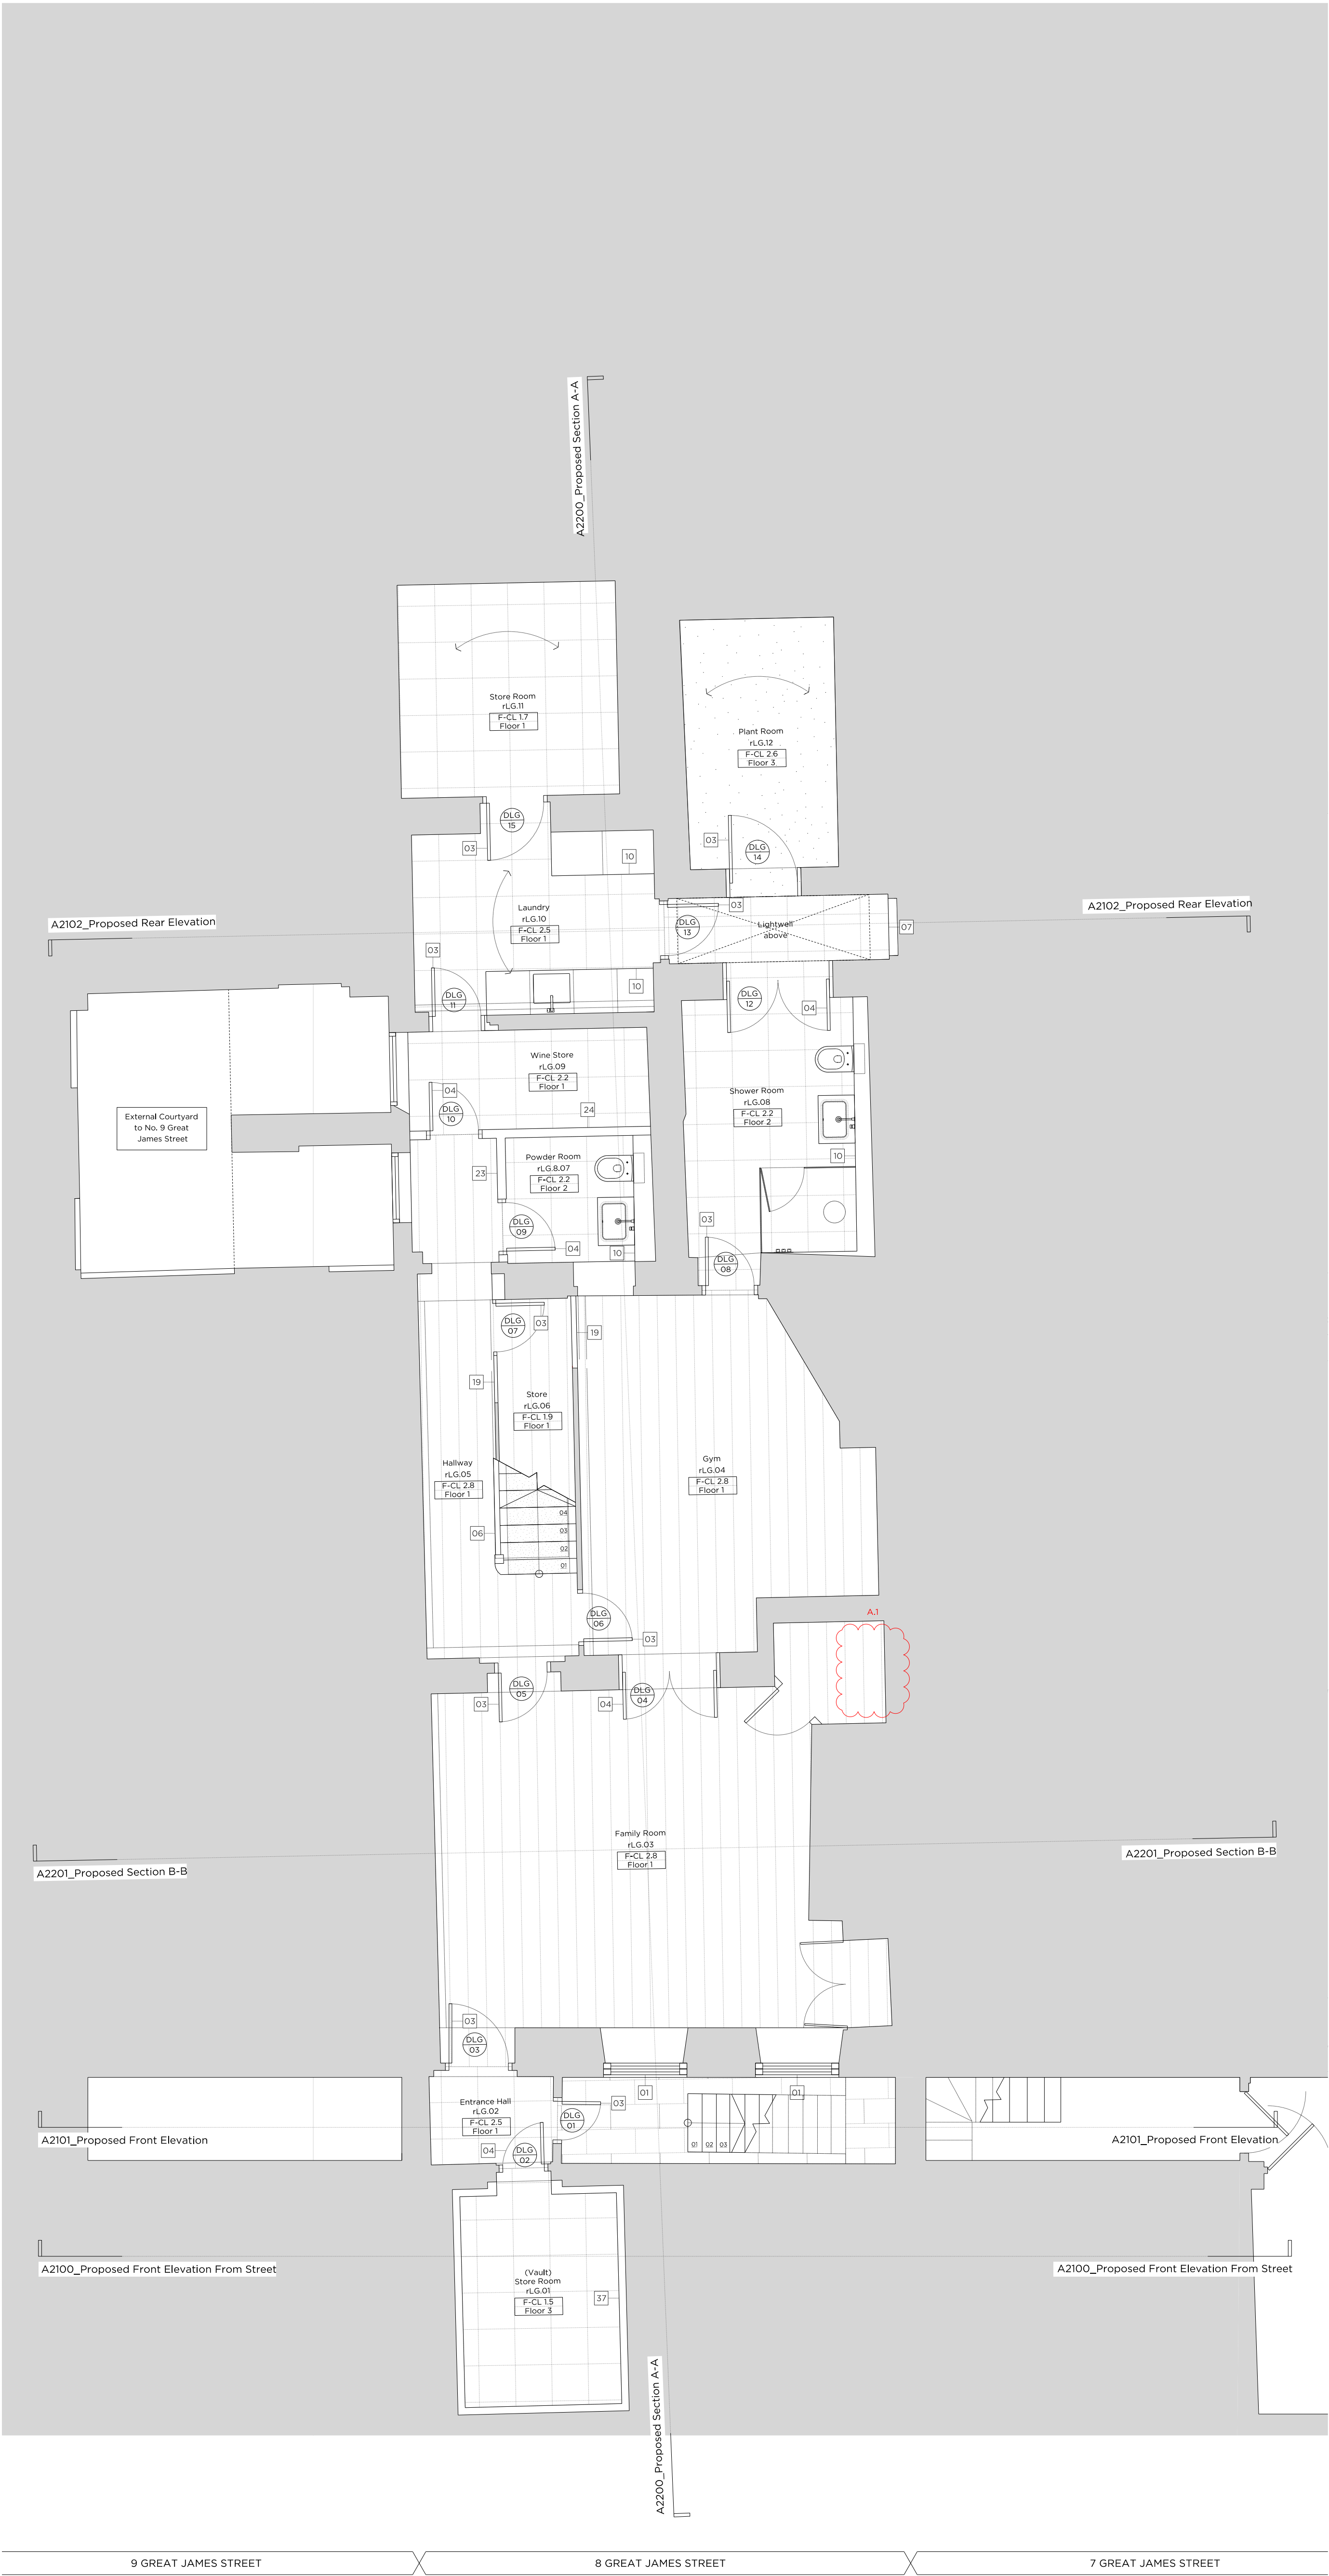 A2200_Proposed Section A-A
Store Room
rLG.11
F-CL 1.7
Floor 1
Plant Room
rLG.12
F-CL 2.6
Floor 3
DLG
15
03
10
03
DLG
14
Laundry
rLG.10
F-CL 2.5
Floor 1
03
DLG
13
Lightwell
above
07
A2102_Proposed Rear Elevation
A2102_Proposed Rear Elevation
03
10
DLG
11
DLG
12
04
Wine Store
rLG.09
F-CL 2.2
Floor 1
04
DLG
10
24
Shower Room
rLG.08
F-CL 2.2
Floor 2
External Courtyard
to No. 9 Great
James Street
Powder Room
rLG.8.07
F-CL 2.2
Floor 2
23
10
DLG
09
04
10
03
DLG
08
DLG
07
03
19
19
Store
rLG.06
F-CL 1.9
Floor 1
Hallway
rLG.05
F-CL 2.8
Floor 1
Gym
rLG.04
F-CL 2.8
Floor 1
04
03
02
01
06
DLG
06
03
A.1
DLG
05
03
04
DLG
04
Family Room
rLG.03
F-CL 2.8
Floor 1
A2201_Proposed Section B-B
A2201_Proposed Section B-B
03
DLG
03
01
01
Entrance Hall
rLG.02
F-CL 2.5
Floor 1
03
DLG
01
04
DLG
02
01 02 03
A2101_Proposed Front Elevation
A2101_Proposed Front Elevation
A2100_Proposed Front Elevation From Street
A2100_Proposed Front Elevation From Street
(Vault)
Store Room
rLG.01
F-CL 1.5
Floor 3
37
A2200_Proposed Section A-A
9 GREAT JAMES STREET
8 GREAT JAMES STREET
7 GREAT JAMES STREET